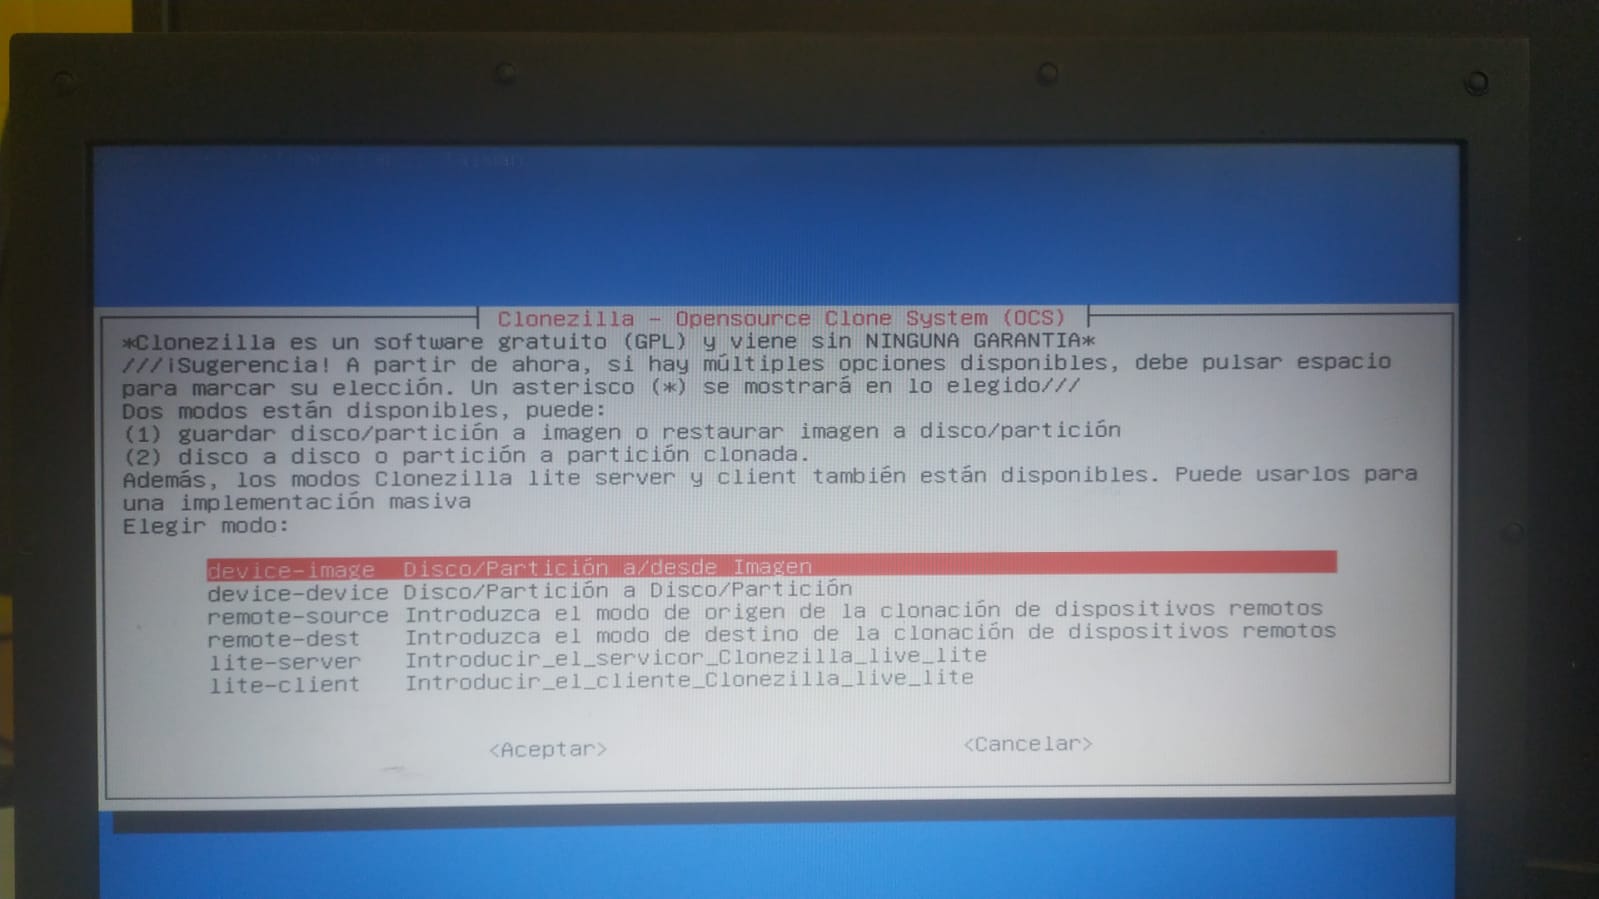 Clonezilla - Opensource Clone System (OCS)
*Clonezilla es un software gratuito (GPL) y viene sin NINGUNA GARANTIA*
///¡Sugerencia! A partir de ahora, si hay múltiples opciones disponibles, debe pulsar espacio
para marcar su elección. Un asterisco (*) se mostrará en lo elegido///
Dos modos están disponibles, puede:
(1) guardar disco/partición a imagen o restaurar imagen a disco/partición
(2) disco a disco o partición a partición clonada.
Además, los modos Clonezilla lite server y client también están disponibles. Puede usarlos para
una implementación masiva
Elegir modo:
device-image Disco/Partición a/desde Imagen
device-device Disco/Partición a Disco/Partición
remote-source Introduzca el modo de origen de la clonación de dispositivos remotos
remote-dest Introduzca el modo de destino de la clonación de dispositivos remotos
lite-server Introducir_el_servicor_Clonezilla_live_lite
lite-client Introducir_el_cliente_Clonezilla_live_lite
<Aceptar> <Cancelar>